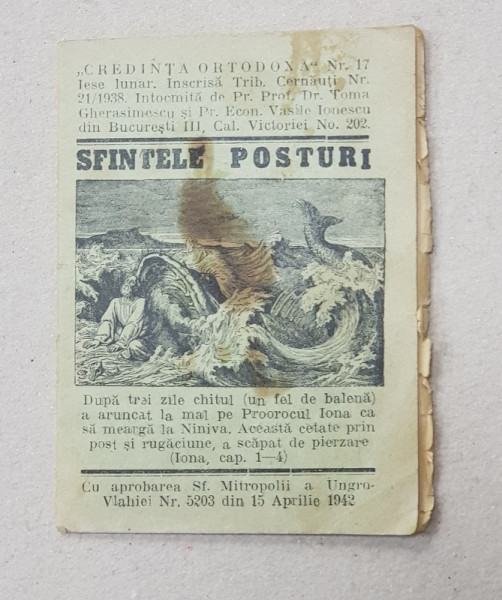 „CREDINȚA ORTODOXĂ" Nr. 17
Iese lunar. Inscrisă Trib. Cernăuți Nr.
21/1938. Intocmită de Pr. Prof. Dr. Toma
Gherasimescu și Pr. Econ. Vasile Ionescu
din București III, Cal. Victoriei No. 202.
SFINTELE POSTURI
După trei zile chitul (un fel de balenă)
a aruncat la mal pe Proorocul Iona ca
să meargă la Niniva. Această cetate prin
post și rugăciune, a scăpat de pierzare
(Iona, cap. 1—4)
Cu aprobarea Sf. Mitropolii a Ungro-
Vlahiei Nr. 5203 din 15 Aprilie 1942